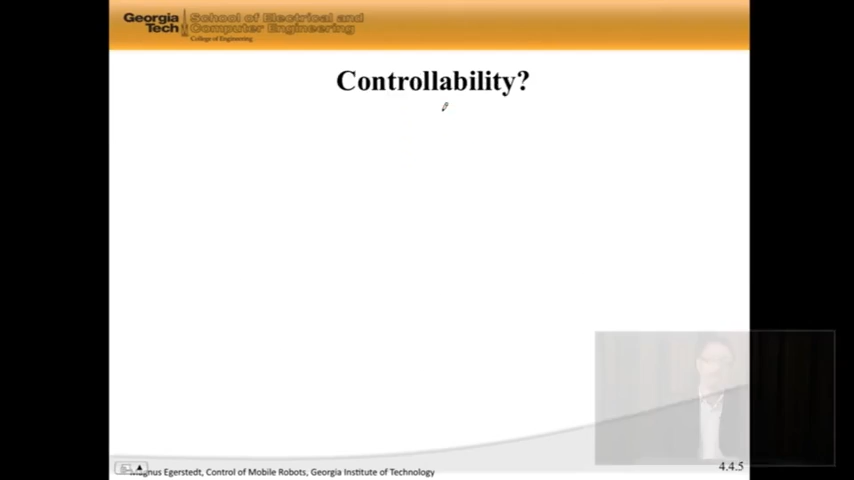 Georgia Tech
School of Electrical and Computer Engineering
College of Engineering
Controllability?
Magnus Egerstedt, Control of Mobile Robots, Georgia Institute of Technology
4.4.5